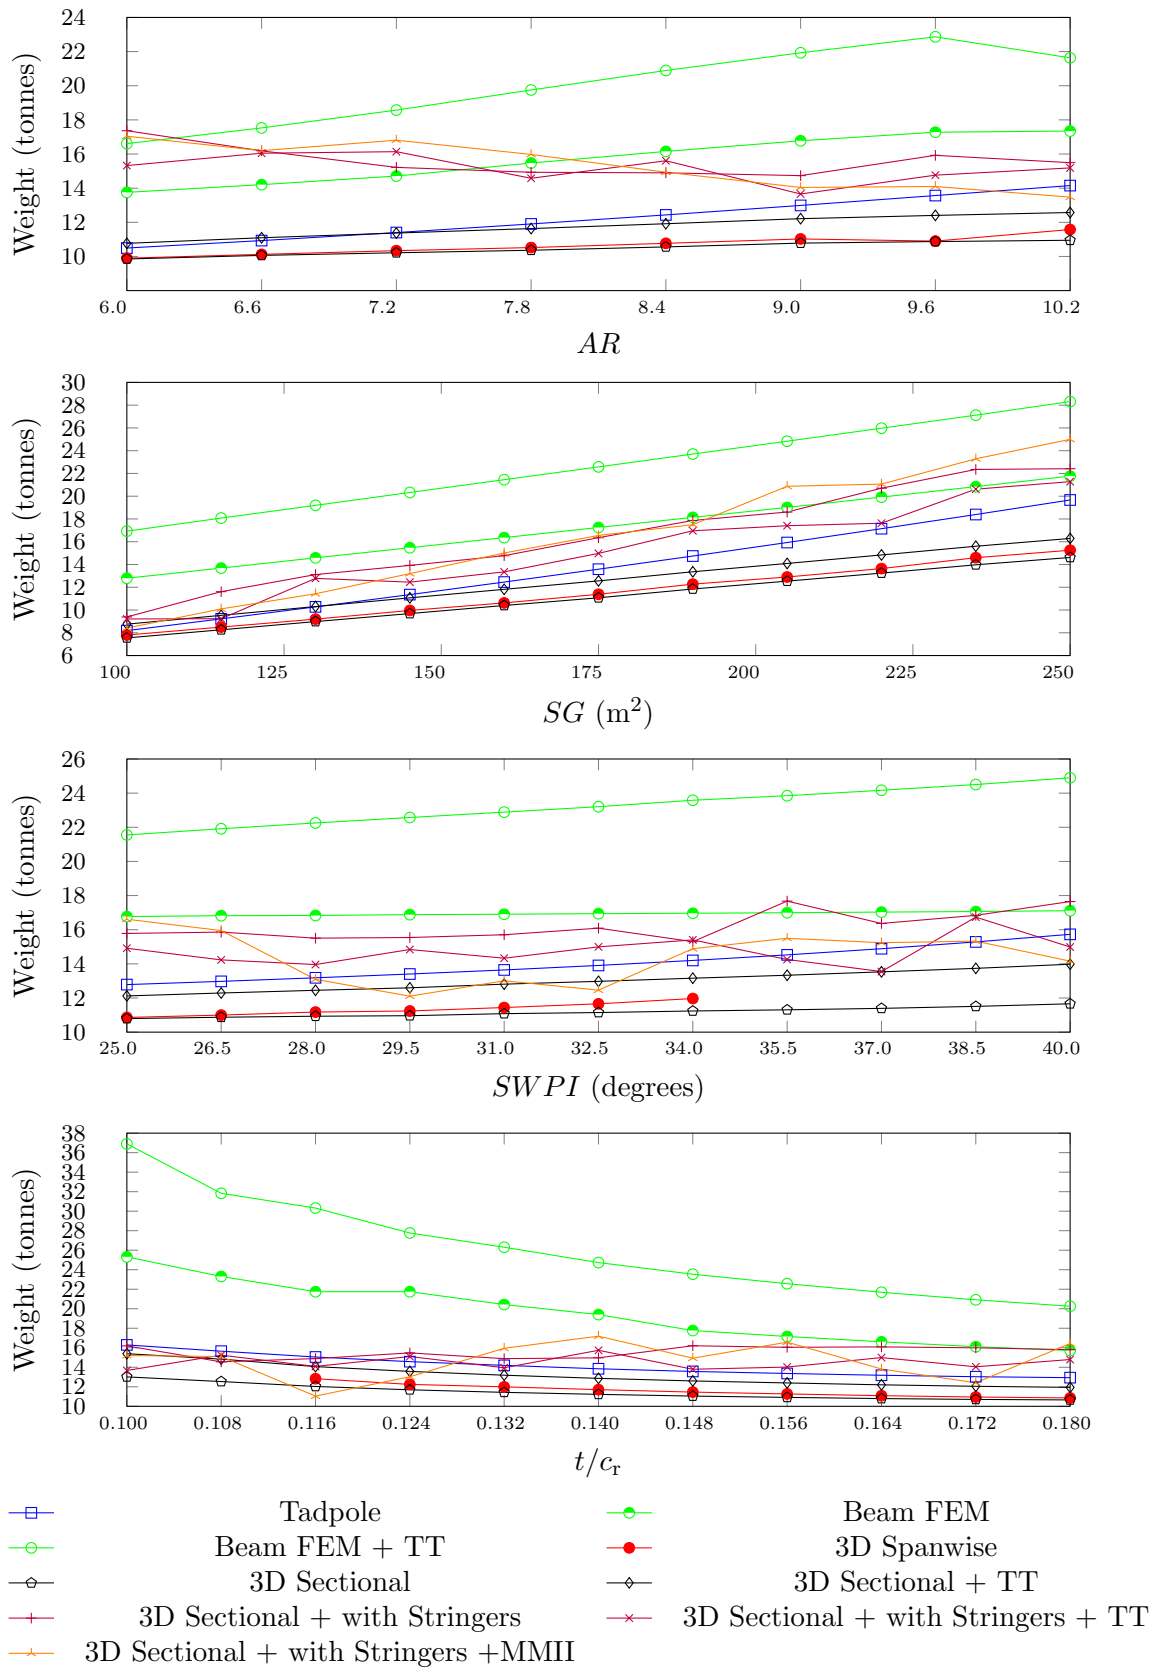 24
22
20
18
16
14
12
10
Weight (tonnes)
6.0 6.6 7.2 7.8 8.4 9.0 9.6 10.2
AR
30
28
26
24
22
20
18
16
14
12
10
8
6
Weight (tonnes)
100 125 150 175 200 225 250
SG (m²)
26
24
22
20
18
16
14
12
10
Weight (tonnes)
25.0 26.5 28.0 29.5 31.0 32.5 34.0 35.5 37.0 38.5 40.0
SWPI (degrees)
38
36
34
32
30
28
26
24
22
20
18
16
14
12
10
Weight (tonnes)
0.100 0.108 0.116 0.124 0.132 0.140 0.148 0.156 0.164 0.172 0.180
t/cr
Tadpole Beam FEM
Beam FEM + TT 3D Spanwise
3D Sectional 3D Sectional + TT
3D Sectional + with Stringers 3D Sectional + with Stringers + TT
3D Sectional + with Stringers +MMII